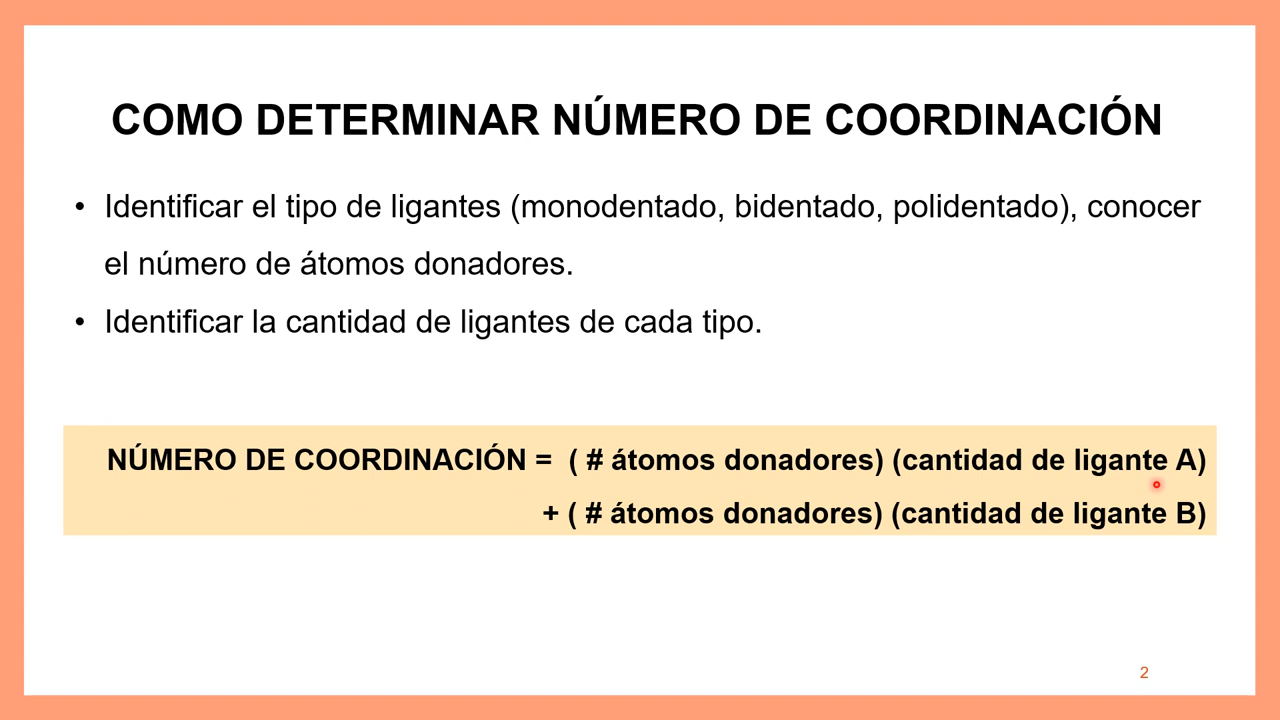 COMO DETERMINAR NÚMERO DE COORDINACIÓN
• Identificar el tipo de ligantes (monodentado, bidentado, polidentado), conocer
el número de átomos donadores.
• Identificar la cantidad de ligantes de cada tipo.
NÚMERO DE COORDINACIÓN = ( # átomos donadores) (cantidad de ligante A)
+ ( # átomos donadores) (cantidad de ligante B)
2